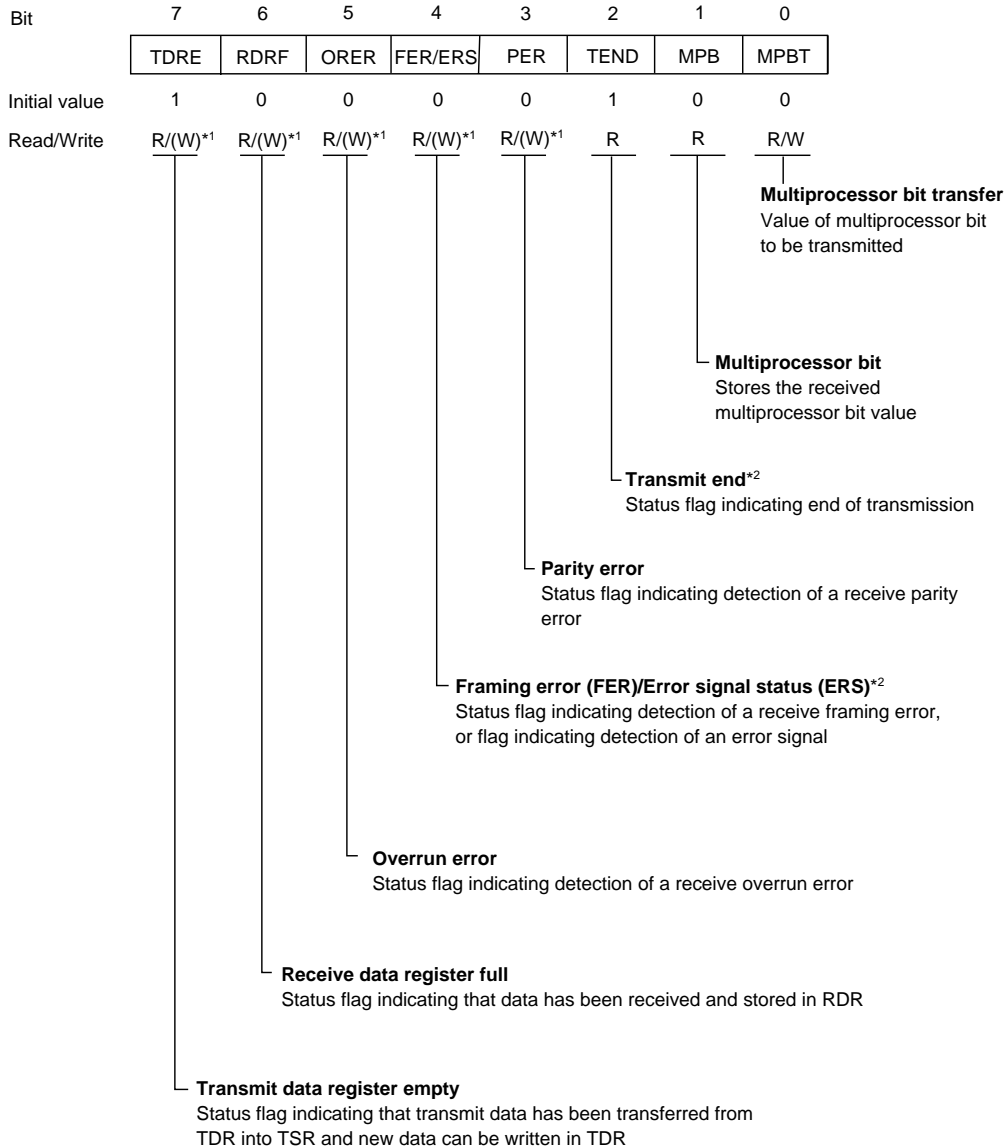 Bit 7 6 5 4 3 2 1 0
TDRE RDRF ORER FER/ERS PER TEND MPB MPBT
Initial value 1 0 0 0 0 1 0 0
Read/Write R/(W)*1 R/(W)*1 R/(W)*1 R/(W)*1 R/(W)*1 R R R/W
Multiprocessor bit transfer
Value of multiprocessor bit
to be transmitted
Multiprocessor bit
Stores the received
multiprocessor bit value
Transmit end*2
Status flag indicating end of transmission
Parity error
Status flag indicating detection of a receive parity
error
Framing error (FER)/Error signal status (ERS)*2
Status flag indicating detection of a receive framing error,
or flag indicating detection of an error signal
Overrun error
Status flag indicating detection of a receive overrun error
Receive data register full
Status flag indicating that data has been received and stored in RDR
Transmit data register empty
Status flag indicating that transmit data has been transferred from
TDR into TSR and new data can be written in TDR